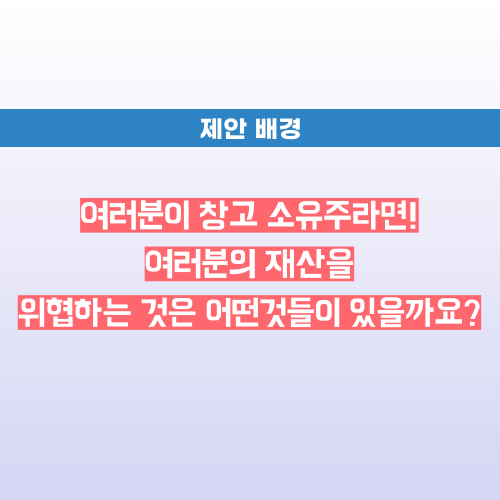 제안 배경
여러분이 창고 소유주라면!
여러분의 재산을
위협하는 것은 어떤것들이 있을까요?